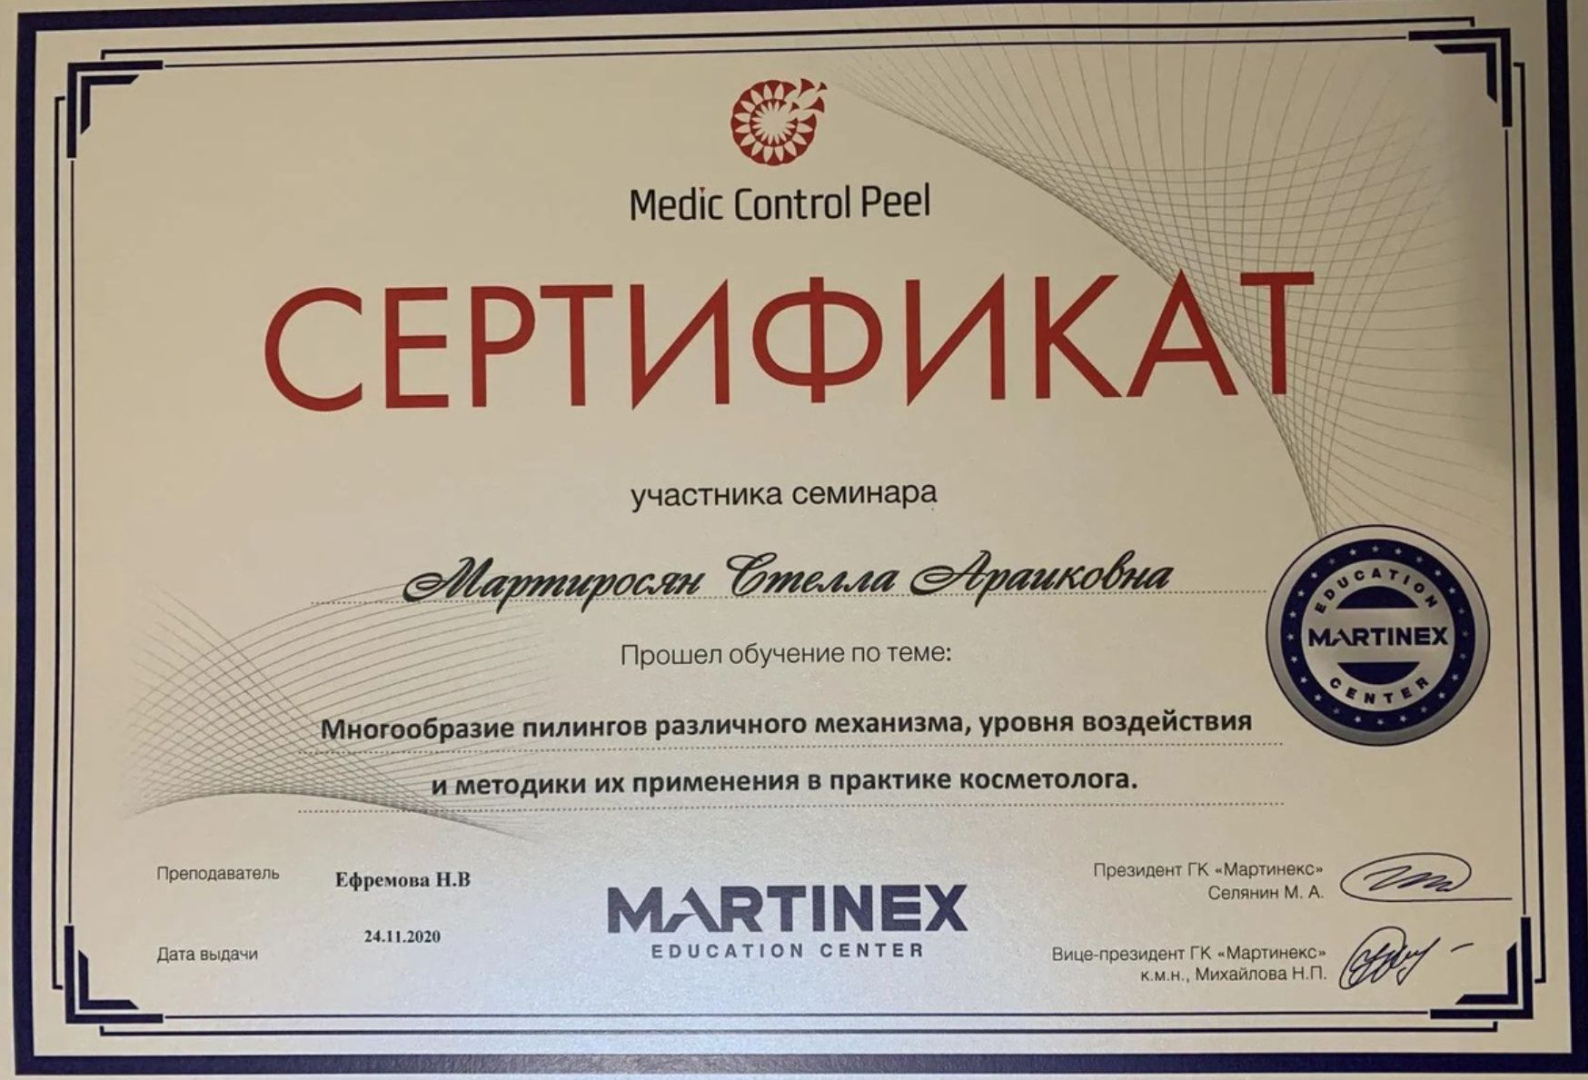 Medic Control Peel
СЕРТИФИКАТ
участника семинара
Мартиросян Стелла Араиковна
Прошел обучение по теме:
EDUCATION
MARTINEX
CENTER
Многообразие пилингов различного механизма, уровня воздействия
и методики их применения в практике косметолога.
Преподаватель Ефремова Н.В
24.11.2020
Дата выдачи
MARTINEX
EDUCATION CENTER
Президент ГК «Мартинекс»
Селянин М. А.
Вице-президент ГК «Мартинекс»
к.м.н., Михайлова Н.П.